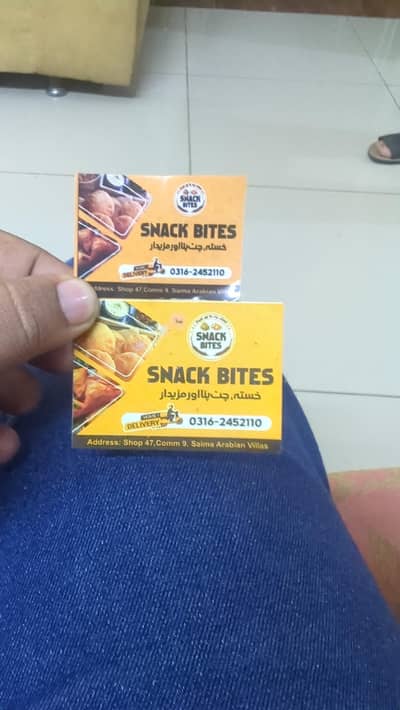 SNACK
BITES
SNACK BITES
خستہ، چٹ پٹا اور مزیدار
HOME
DELIVERY
0316-2452110
Address: Shop 47,Comm 9, Saima Arabian Villas
SNACK
BITES
SNACK BITES
خستہ، چٹ پٹا اور مزیدار
HOME
DELIVERY
0316-2452110
Address: Shop 47,Comm 9, Saima Arabian Villas